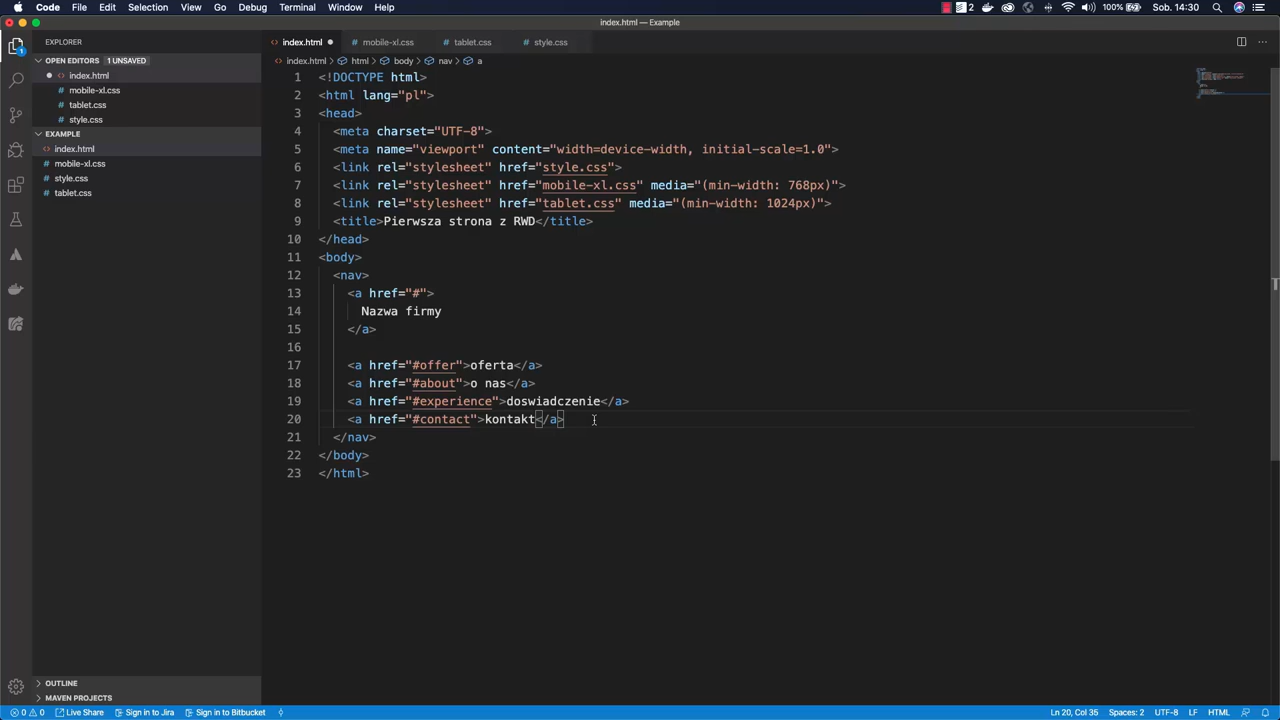 Code File Edit Selection View Go Debug Terminal Window Help 2 100% Sob. 14:30
index.html — Example
EXPLORER
OPEN EDITORS 1 UNSAVED
index.html
mobile-xl.css
tablet.css
style.css
EXAMPLE
index.html
mobile-xl.css
style.css
tablet.css
OUTLINE
MAVEN PROJECTS
1
index.html mobile-xl.css tablet.css style.css
index.html html body nav a
1 <!DOCTYPE html>
2 <html lang="pl">
3 <head>
4 <meta charset="UTF-8">
5 <meta name="viewport" content="width=device-width, initial-scale=1.0">
6 <link rel="stylesheet" href="style.css">
7 <link rel="stylesheet" href="mobile-xl.css" media="(min-width: 768px)">
8 <link rel="stylesheet" href="tablet.css" media="(min-width: 1024px)">
9 <title>Pierwsza strona z RWD</title>
10 </head>
11 <body>
12 <nav>
13 <a href="#">
14 Nazwa firmy
15 </a>
16
17 <a href="#offer">oferta</a>
18 <a href="#about">o nas</a>
19 <a href="#experience">doswiadczenie</a>
20 <a href="#contact">kontakt</a>
21 </nav>
22 </body>
23 </html>
0 0 Live Share Sign in to Jira Sign in to Bitbucket Ln 20, Col 35 Spaces: 2 UTF-8 LF HTML